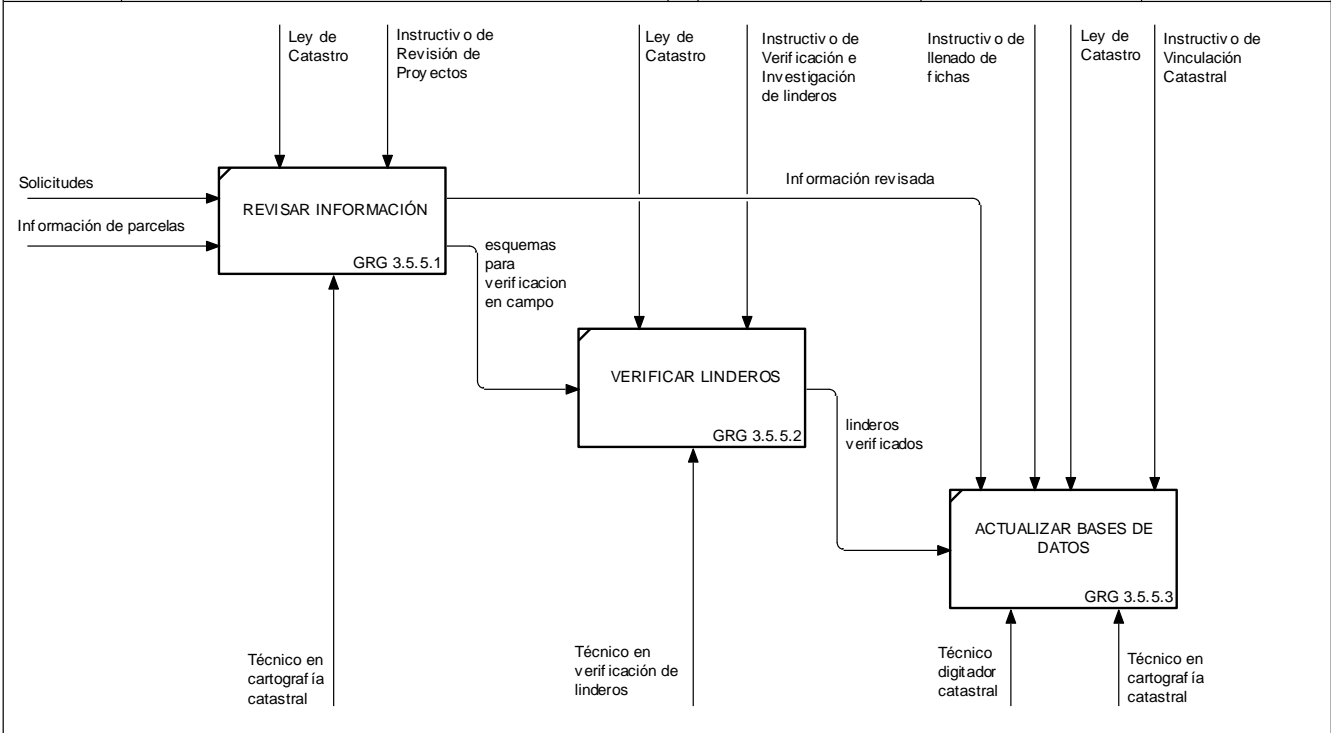 Ley de
Catastro
Instructivo de
Revisión de
Proyectos
Ley de
Catastro
Instructivo de
Verificación e
Investigación
de linderos
Instructivo de
llenado de
fichas
Ley de
Catastro
Instructivo de
Vinculación
Catastral
Solicitudes
Información de parcelas
REVISAR INFORMACIÓN
GRG 3.5.5.1
Información revisada
esquemas
para
verificacion
en campo
VERIFICAR LINDEROS
GRG 3.5.5.2
linderos
verificados
ACTUALIZAR BASES DE
DATOS
GRG 3.5.5.3
Técnico en
cartografía
catastral
Técnico en
verificación de
linderos
Técnico
digitador
catastral
Técnico en
cartografía
catastral